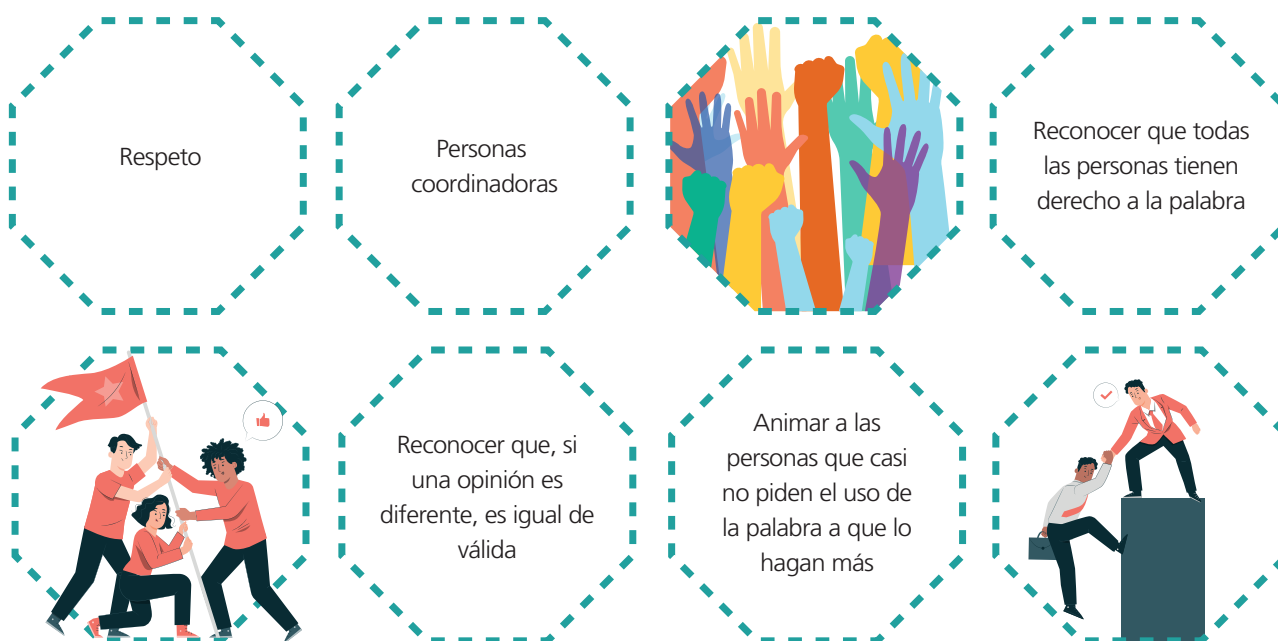 Respeto
Personas
coordinadoras
Reconocer que todas
las personas tienen
derecho a la palabra
Reconocer que, si
una opinión es
diferente, es igual de
válida
Animar a las
personas que casi
no piden el uso de
la palabra a que lo
hagan más